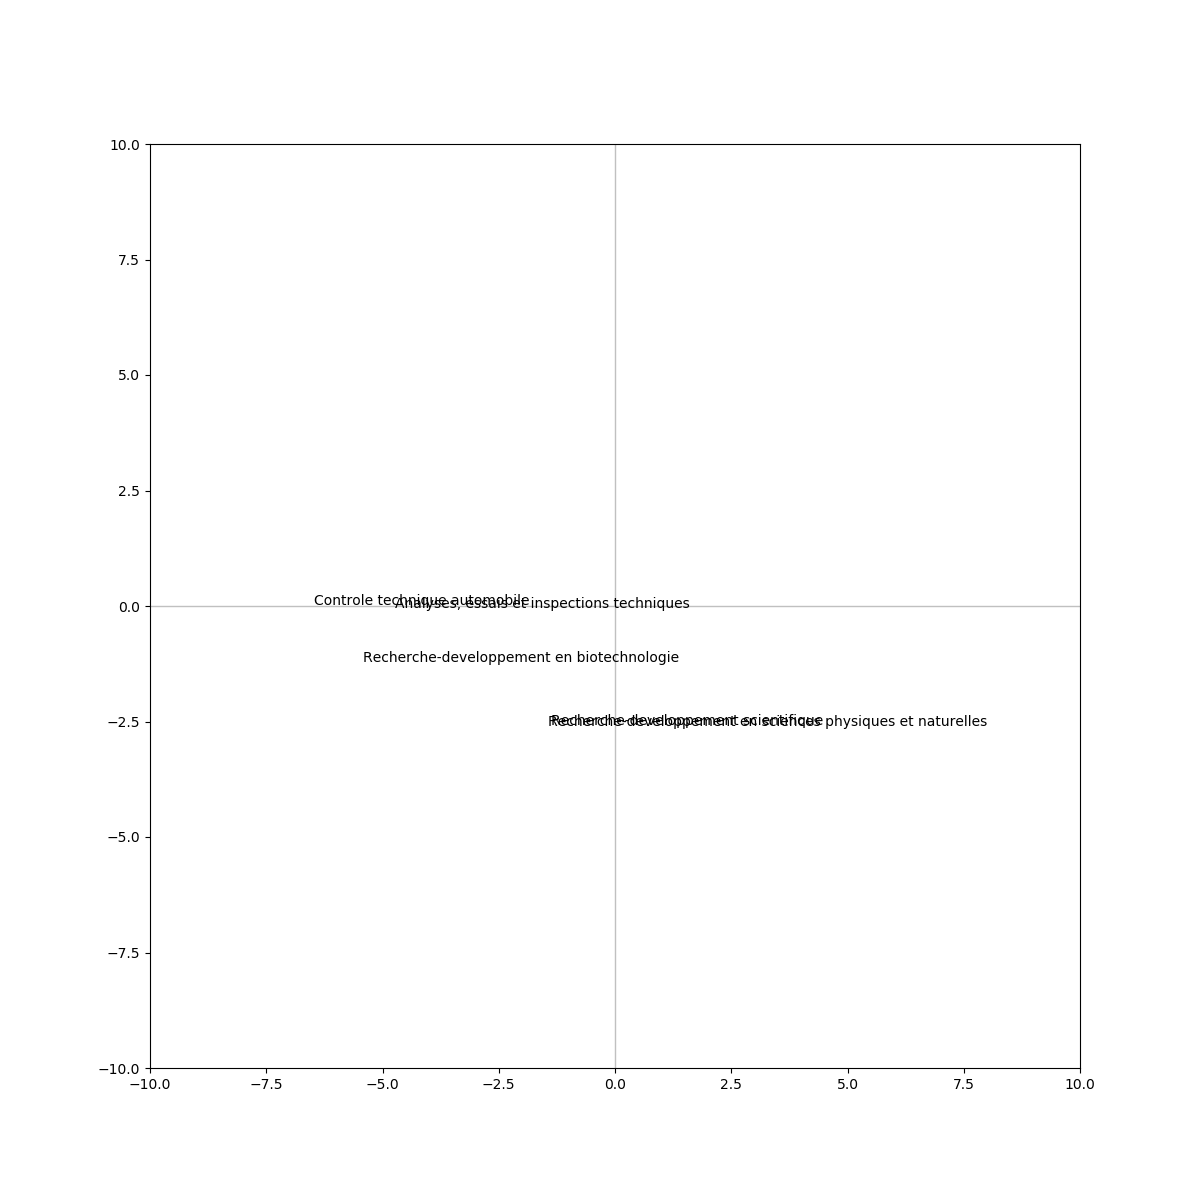 10.0
7.5
5.0
2.5
0.0
Controle technique automobile
Analyses, essais et inspections techniques
Recherche-developpement en biotechnologie
−2.5
Recherche-developpement scientifique
Recherche-developpement en sciences physiques et naturelles
−5.0
−7.5
−10.0
−10.0 −7.5 −5.0 −2.5 0.0 2.5 5.0 7.5 10.0